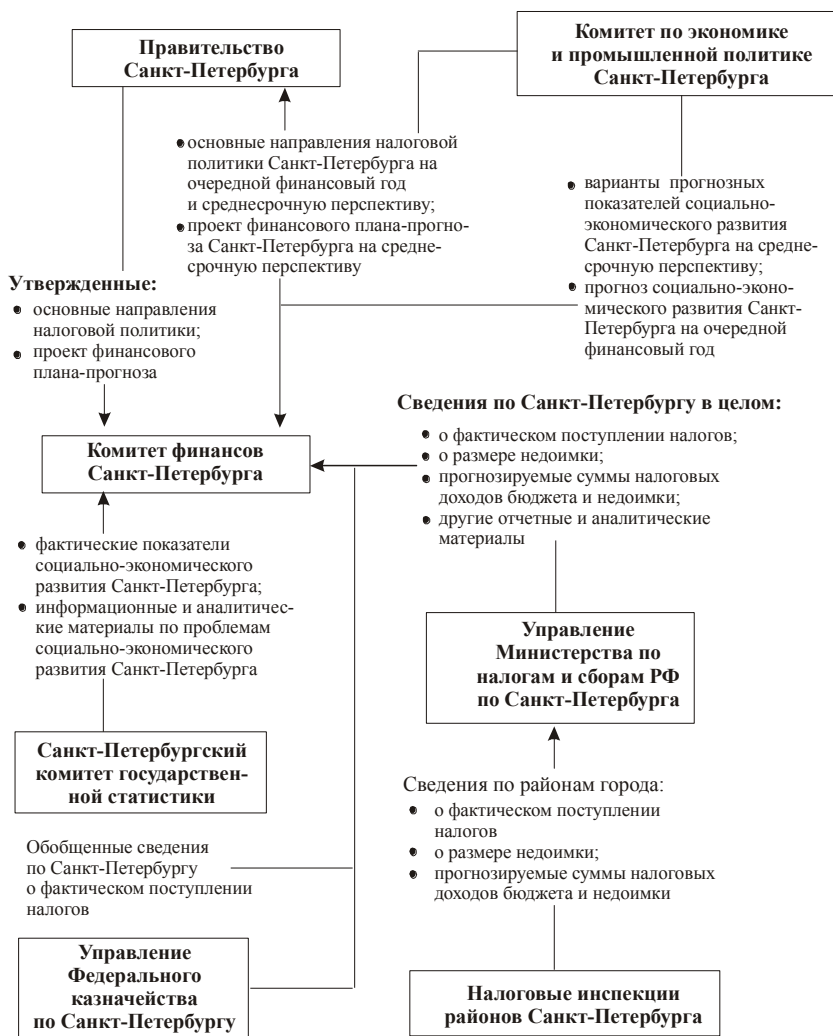 Правительство
Санкт-Петербурга
Комитет по экономике
и промышленной политике
Санкт-Петербурга
• основные направления налоговой
политики Санкт-Петербурга на
очередной финансовый год
и среднесрочную перспективу;
• проект финансового плана-прогно-
за Санкт-Петербурга на средне-
срочную перспективу
• варианты прогнозных
показателей социально-
экономического развития
Санкт-Петербурга на средне-
срочную перспективу;
• прогноз социально-эконо-
мического развития Санкт-
Петербурга на очередной
финансовый год
Утвержденные:
• основные направления
налоговой политики;
• проект финансового
плана-прогноза
Сведения по Санкт-Петербургу в целом:
• о фактическом поступлении налогов;
• о размере недоимки;
• прогнозируемые суммы налоговых
доходов бюджета и недоимки;
• другие отчетные и аналитические
материалы
Комитет финансов
Санкт-Петербурга
• фактические показатели
социально-экономического
развития Санкт-Петербурга;
• информационные и аналитичес-
кие материалы по проблемам
социально-экономического
развития Санкт-Петербурга
Управление
Министерства по
налогам и сборам РФ
по Санкт-Петербурга
Санкт-Петербургский
комитет государствен-
ной статистики
Сведения по районам города:
• о фактическом поступлении
налогов
• о размере недоимки;
• прогнозируемые суммы налоговых
доходов бюджета и недоимки
Обобщенные сведения
по Санкт-Петербургу
о фактическом поступлении
налогов
Управление
Федерального
казначейства
по Санкт-Петербургу
Налоговые инспекции
районов Санкт-Петербурга